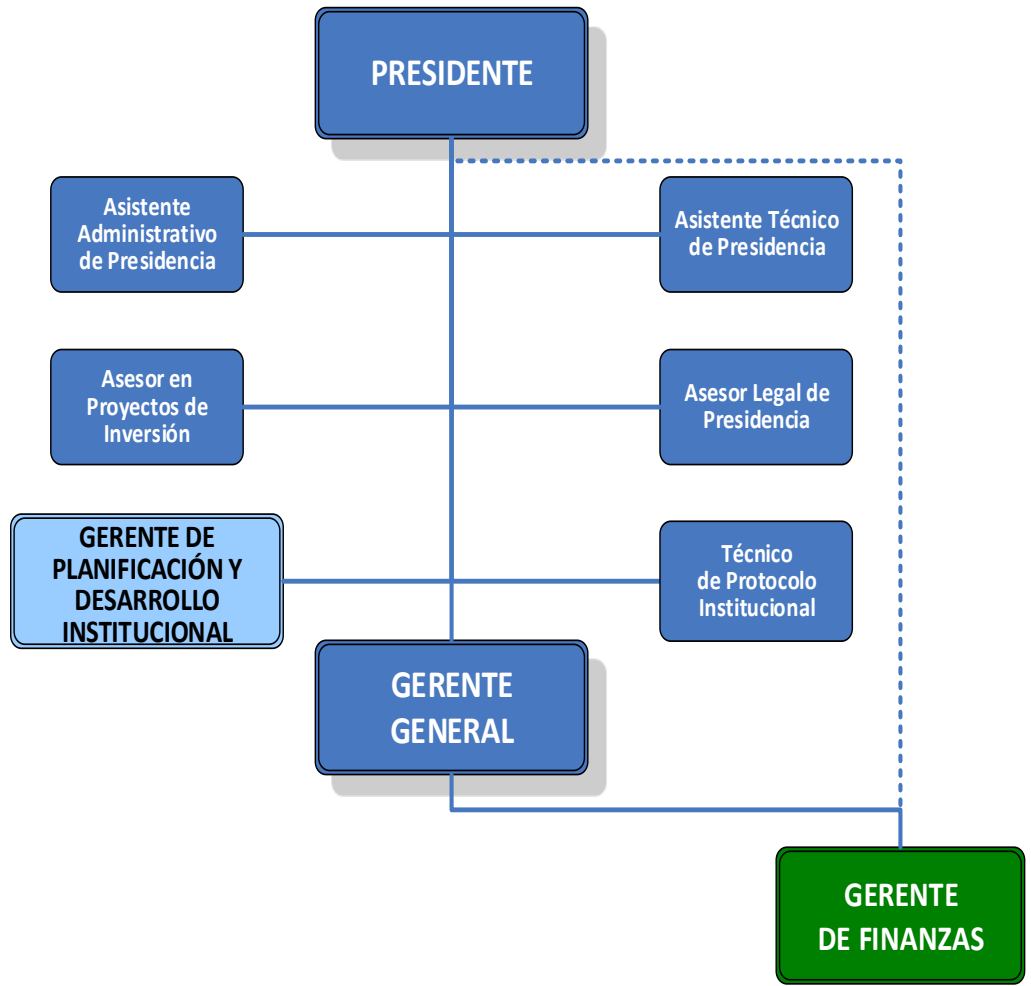 PRESIDENTE
Asistente
Administrativo
de Presidencia
Asistente Técnico
de Presidencia
Asesor en
Proyectos de
Inversión
Asesor Legal de
Presidencia
GERENTE DE
PLANIFICACIÓN Y
DESARROLLO
INSTITUCIONAL
Técnico
de Protocolo
Institucional
GERENTE
GENERAL
GERENTE
DE FINANZAS